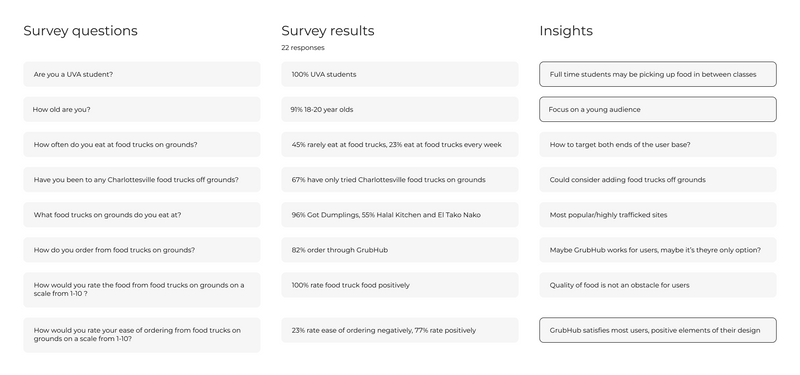 Survey questions
Are you a UVA student?
How old are you?
How often do you eat at food trucks on grounds?
Have you been to any Charlottesville food trucks off grounds?
What food trucks on grounds do you eat at?
How do you order from food trucks on grounds?
How would you rate the food from food trucks on grounds on a
scale from 1-10 ?
How would you rate your ease of ordering from food trucks on
grounds on a scale from 1-10?
Survey results
22 responses
100% UVA students
91% 18-20 year olds
45% rarely eat at food trucks, 23% eat at food trucks every week
67% have only tried Charlottesville food trucks on grounds
96% Got Dumplings, 55% Halal Kitchen and El Tako Nako
82% order through GrubHub
100% rate food truck food positively
23% rate ease of ordering negatively, 77% rate positively
Insights
Full time students may be picking up food in between classes
Focus on a young audience
How to target both ends of the user base?
Could consider adding food trucks off grounds
Most popular/highly trafficked sites
Maybe GrubHub works for users, maybe it's theyre only option?
Quality of food is not an obstacle for users
GrubHub satisfies most users, positive elements of their design